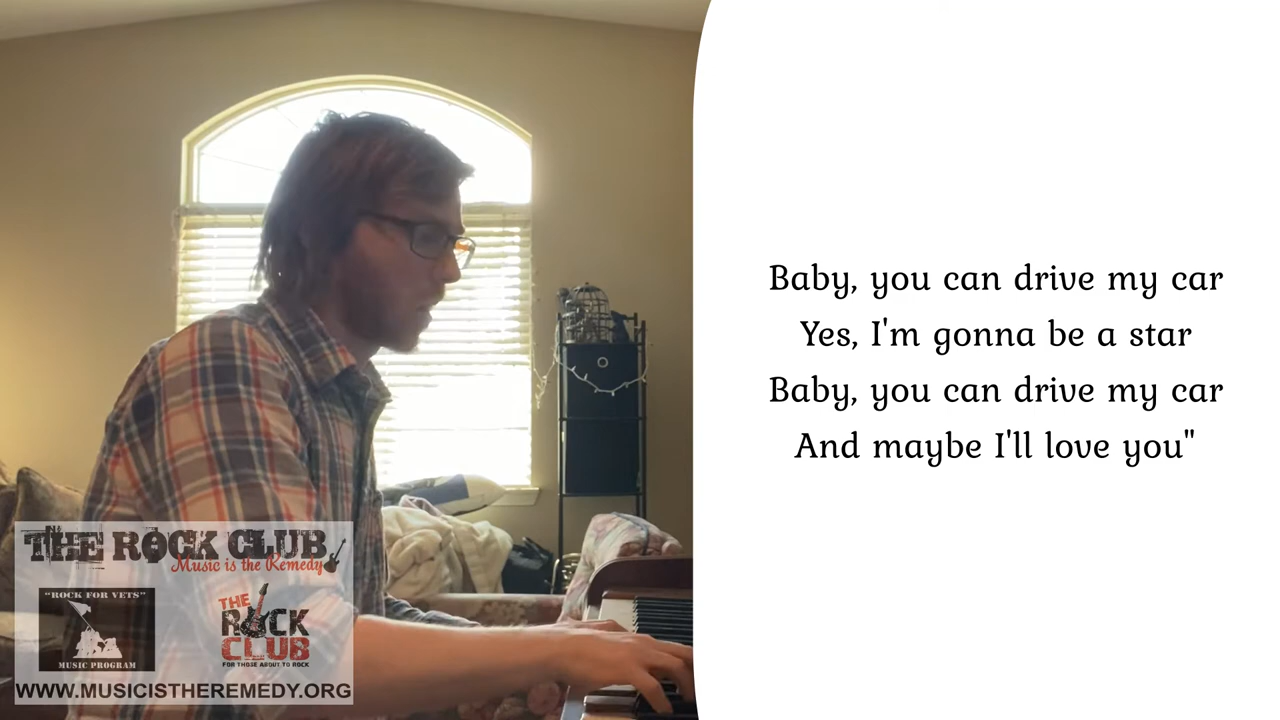 Baby, you can drive my car
Yes, I'm gonna be a star
Baby, you can drive my car
And maybe I'll love you"
THE ROCK CLUB
Music is the Remedy
"ROCK FOR VETS"
MUSIC PROGRAM
THE
ROCK
CLUB
FOR THOSE ABOUT TO ROCK
WWW.MUSICISTHEREMEDY.ORG